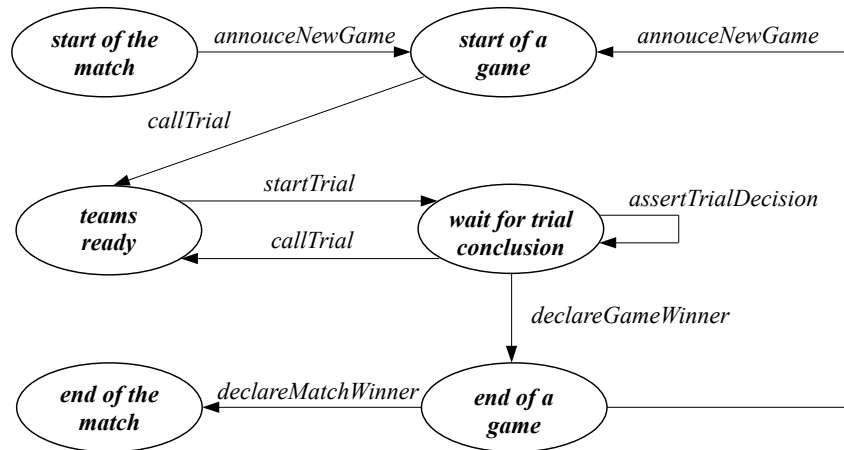 start of the
match
annouceNewGame
start of a
game
annouceNewGame
callTrial
teams
ready
startTrial
callTrial
wait for trial
conclusion
assertTrialDecision
declareGameWinner
end of the
match
declareMatchWinner
end of a
game